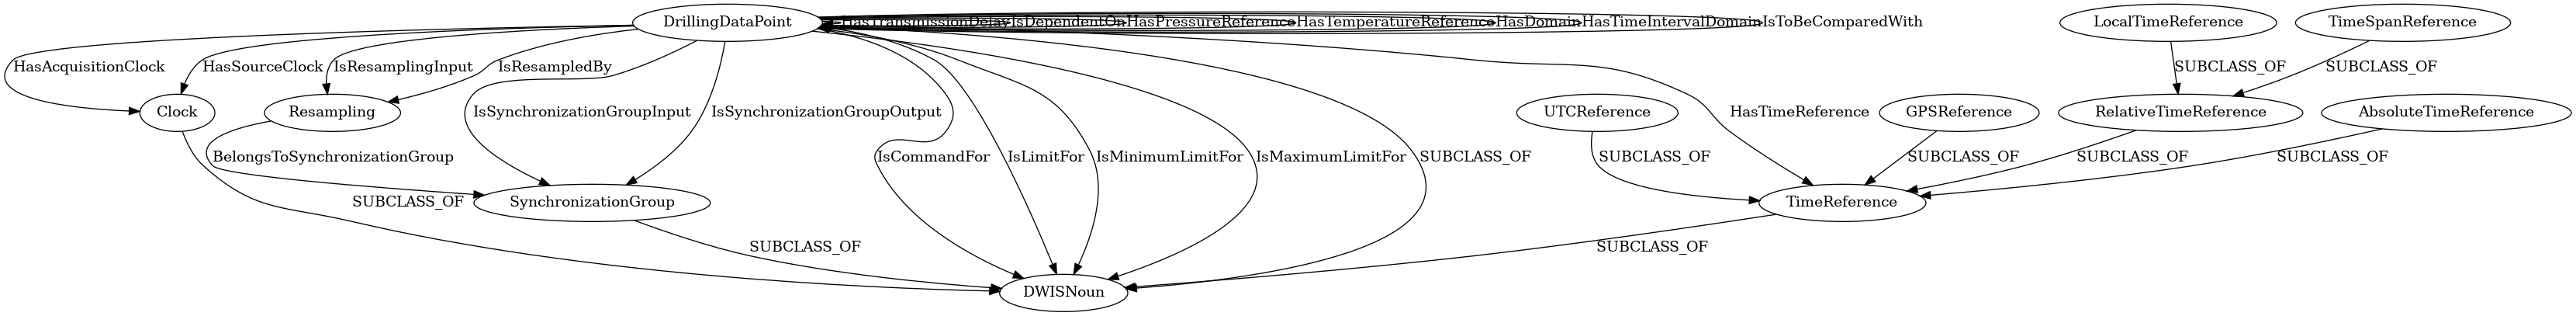 DrillingDataPoint
HasTransmissionDelay
IsDependentOn
HasPressureReference
HasTemperatureReference
HasDomain
HasTimeIntervalDomain
IsToBeComparedWith
LocalTimeReference
TimeSpanReference
HasAcquisitionClock
HasSourceClock
IsResamplingInput
IsResampledBy
SUBCLASS_OF
SUBCLASS_OF
Clock
Resampling
IsSynchronizationGroupInput
IsSynchronizationGroupOutput
HasTimeReference
UTCReference
GPSReference
RelativeTimeReference
AbsoluteTimeReference
BelongsToSynchronizationGroup
IsCommandFor
IsLimitFor
IsMinimumLimitFor
IsMaximumLimitFor
SUBCLASS_OF
SUBCLASS_OF
SUBCLASS_OF
SUBCLASS_OF
SUBCLASS_OF
SUBCLASS_OF
SynchronizationGroup
TimeReference
SUBCLASS_OF
SUBCLASS_OF
DWISNoun